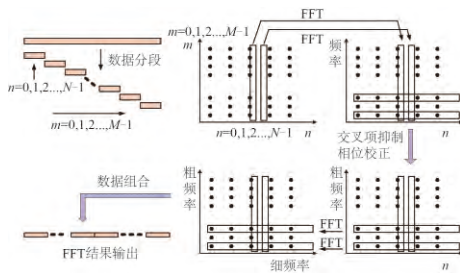 数据分段
n=0,1,2...,N-1
m=0,1,2...,M-1
m=0,1,2...,M-1
m
n=0,1,2...,N-1
n
FFT
FFT
粗频率
n
交叉项抑制
相位校正
粗频率
n
FFT
FFT
粗频率
细频率
数据组合
FFT结果输出